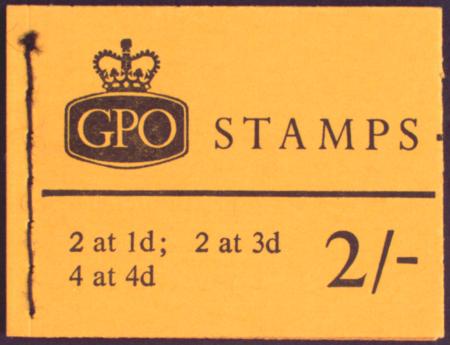 GPO STAMPS
2 at 1d; 2 at 3d
4 at 4d
2/-